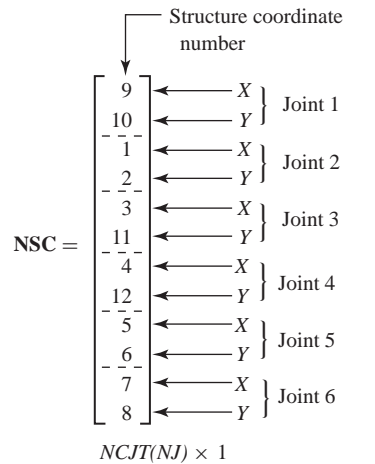 Structure coordinate
number
9 X
Joint 1
10 Y
1 X
Joint 2
2 Y
3 X
Joint 3
11 Y
NSC =
4 X
Joint 4
12 Y
5 X
Joint 5
6 Y
7 X
Joint 6
8 Y
NCJT(NJ) × 1